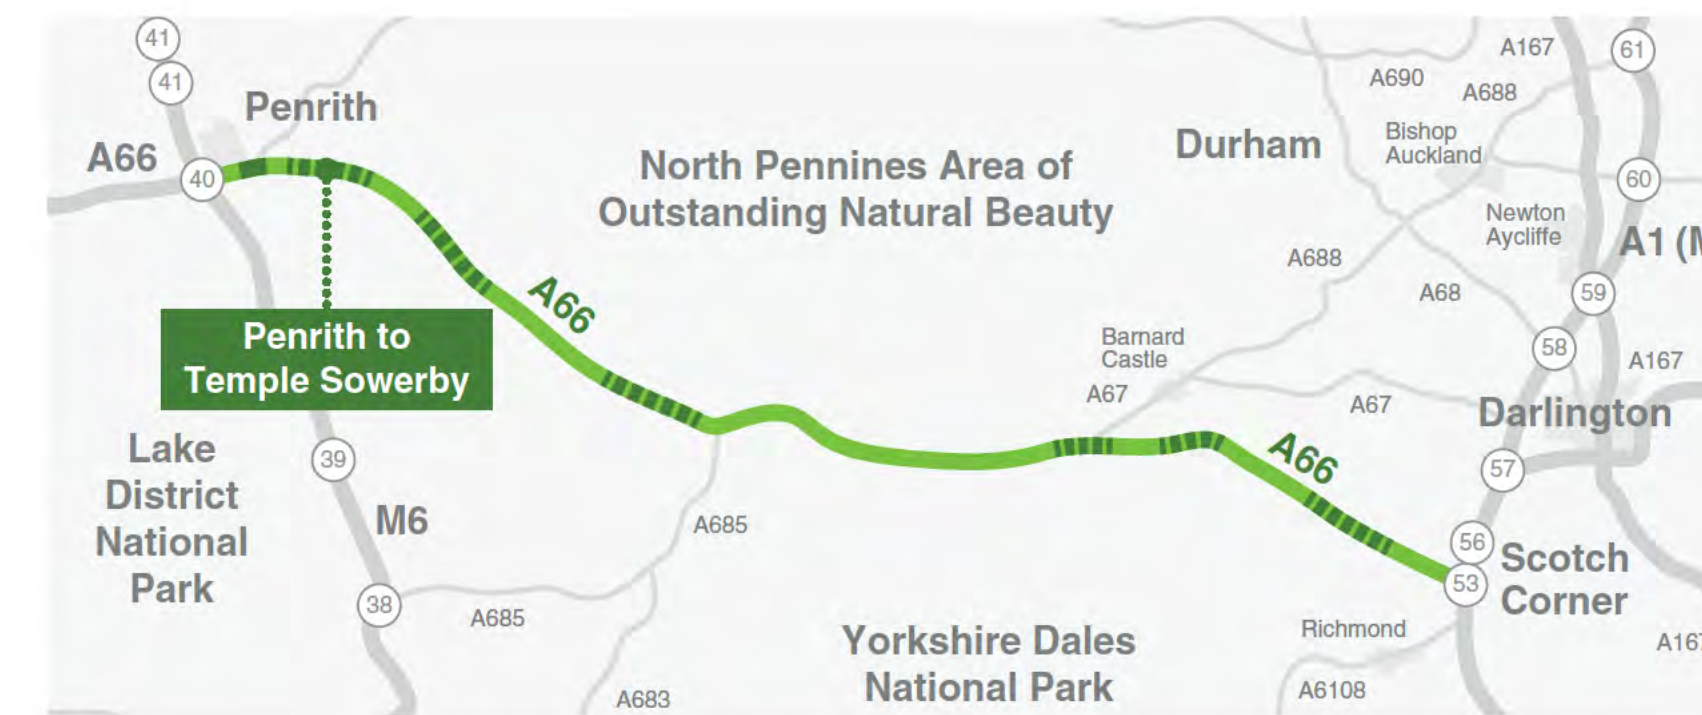 41
41
Penrith
A66
40
North Pennines Area of
Outstanding Natural Beauty
Durham
A167
61
A690
A688
Bishop
Auckland
60
Newton
Aycliffe
A1 (M
A688
A68
59
A66
Penrith to
Temple Sowerby
Barnard
Castle
58
A167
A67
A67
Darlington
Lake
District
National
Park
39
M6
A66
57
A685
56
Scotch
Corner
53
38
A685
Yorkshire Dales
National Park
Richmond
A167
A683
A6108